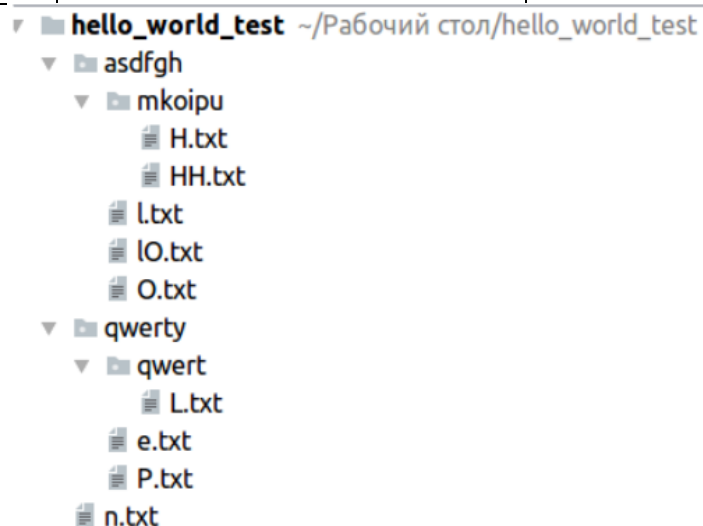 hello_world_test ~/Рабочий стол/hello_world_test
asdfgh
mkoipu
H.txt
HH.txt
l.txt
lO.txt
O.txt
qwerty
qwert
L.txt
e.txt
P.txt
n.txt